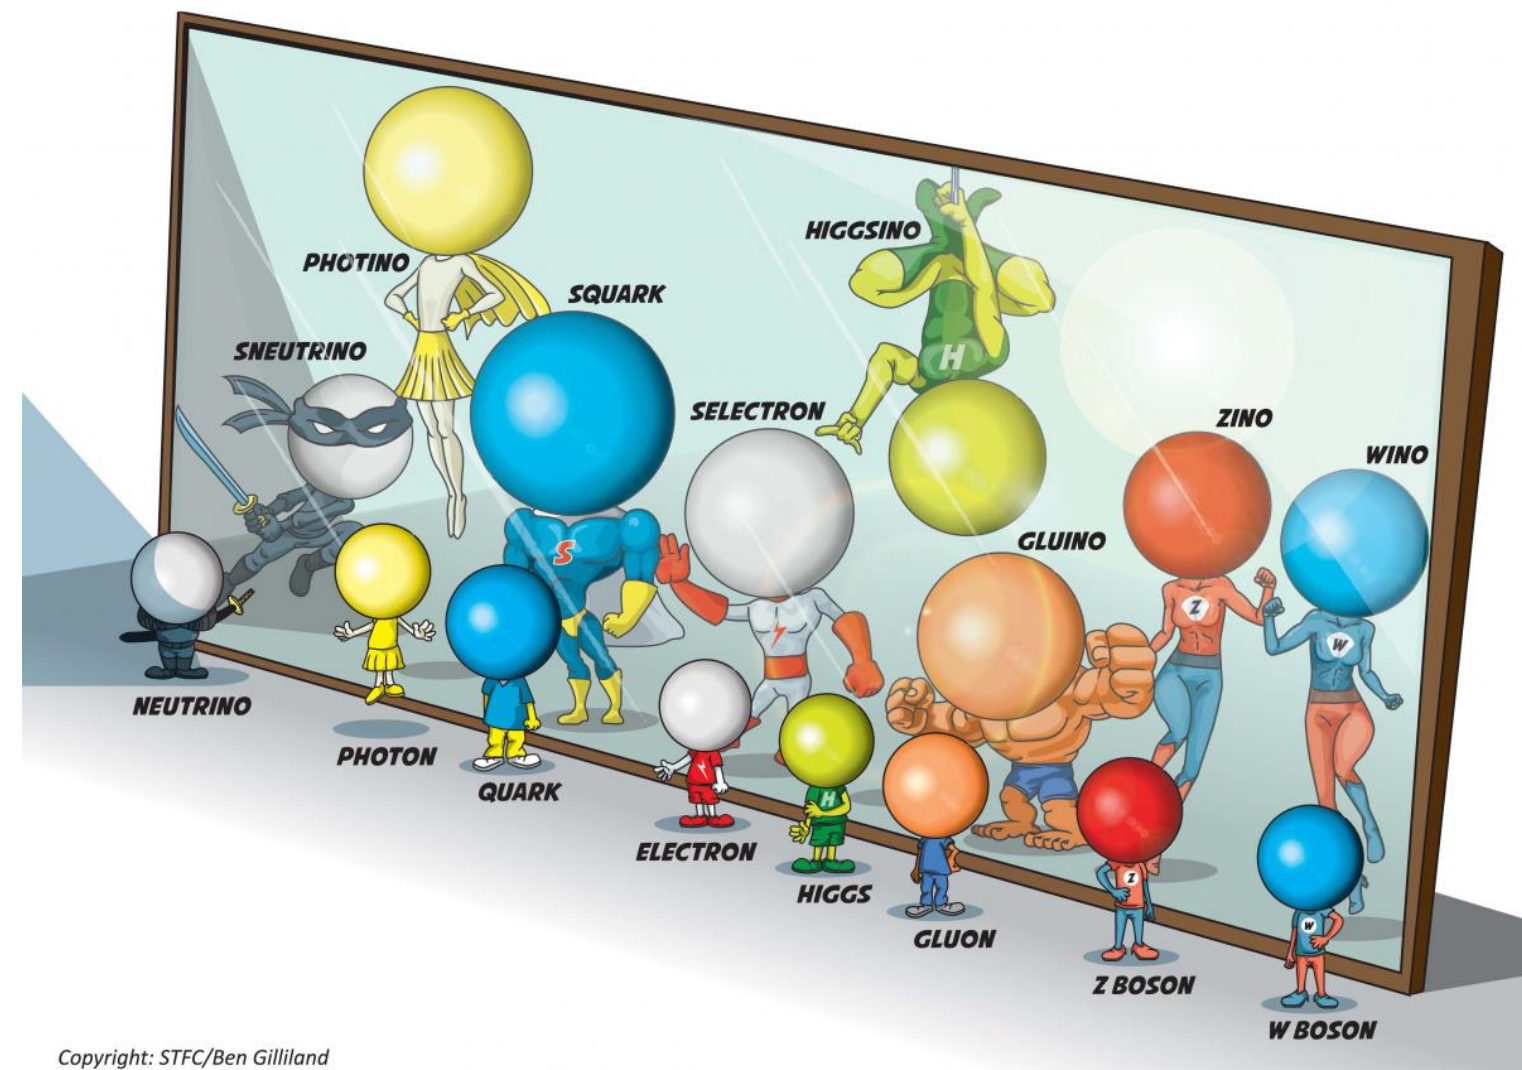 PHOTINO
HIGGSINO
SQUARK
SNEUTRINO
SELECTRON
ZINO
WINO
GLUINO
H
S
Z
W
NEUTRINO
PHOTON
QUARK
ELECTRON
H
HIGGS
GLUON
Z
Z BOSON
W
W BOSON
Copyright: STFC/Ben Gilliland